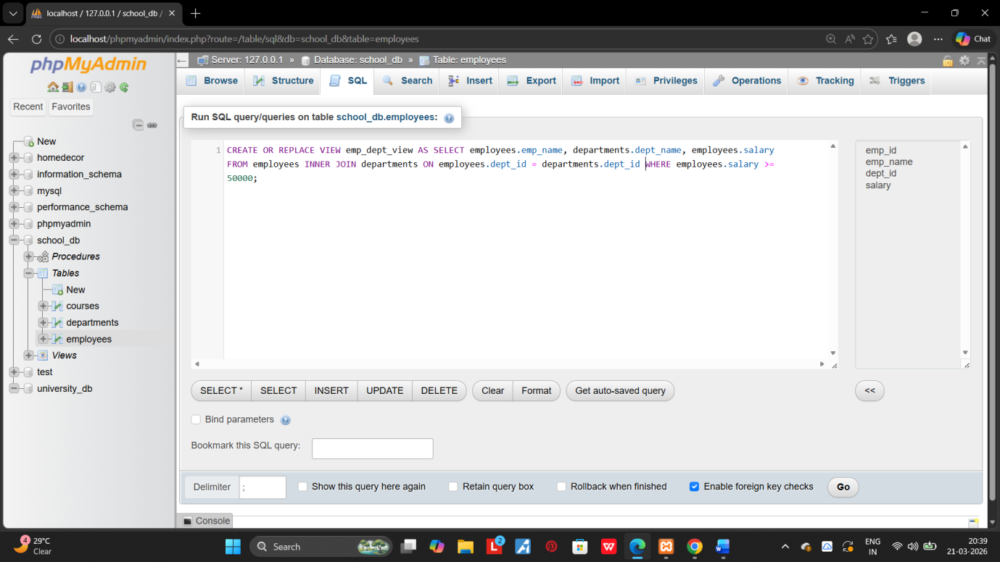 localhost / 127.0.0.1 / school_db /
localhost/phpmyadmin/index.php?route=/table/sql&db=school_db&table=employees
Chat
phpMyAdmin
Recent
Favorites
New
homedecor
information_schema
mysql
performance_schema
phpmyadmin
school_db
Procedures
Tables
New
courses
departments
employees
Views
test
university_db
Server: 127.0.0.1 » Database: school_db » Table: employees
Browse
Structure
SQL
Search
Insert
Export
Import
Privileges
Operations
Tracking
Triggers
Run SQL query/queries on table school_db.employees:
1 CREATE OR REPLACE VIEW emp_dept_view AS SELECT employees.emp_name, departments.dept_name, employees.salary
FROM employees INNER JOIN departments ON employees.dept_id = departments.dept_id WHERE employees.salary >=
50000;
emp_id
emp_name
dept_id
salary
SELECT *
SELECT
INSERT
UPDATE
DELETE
Clear
Format
Get auto-saved query
<<
Bind parameters
Bookmark this SQL query:
Delimiter
;
Show this query here again
Retain query box
Rollback when finished
Enable foreign key checks
Go
Console
4
29°C
Clear
Search
L
2
W
ENG
IN
20:39
21-03-2026